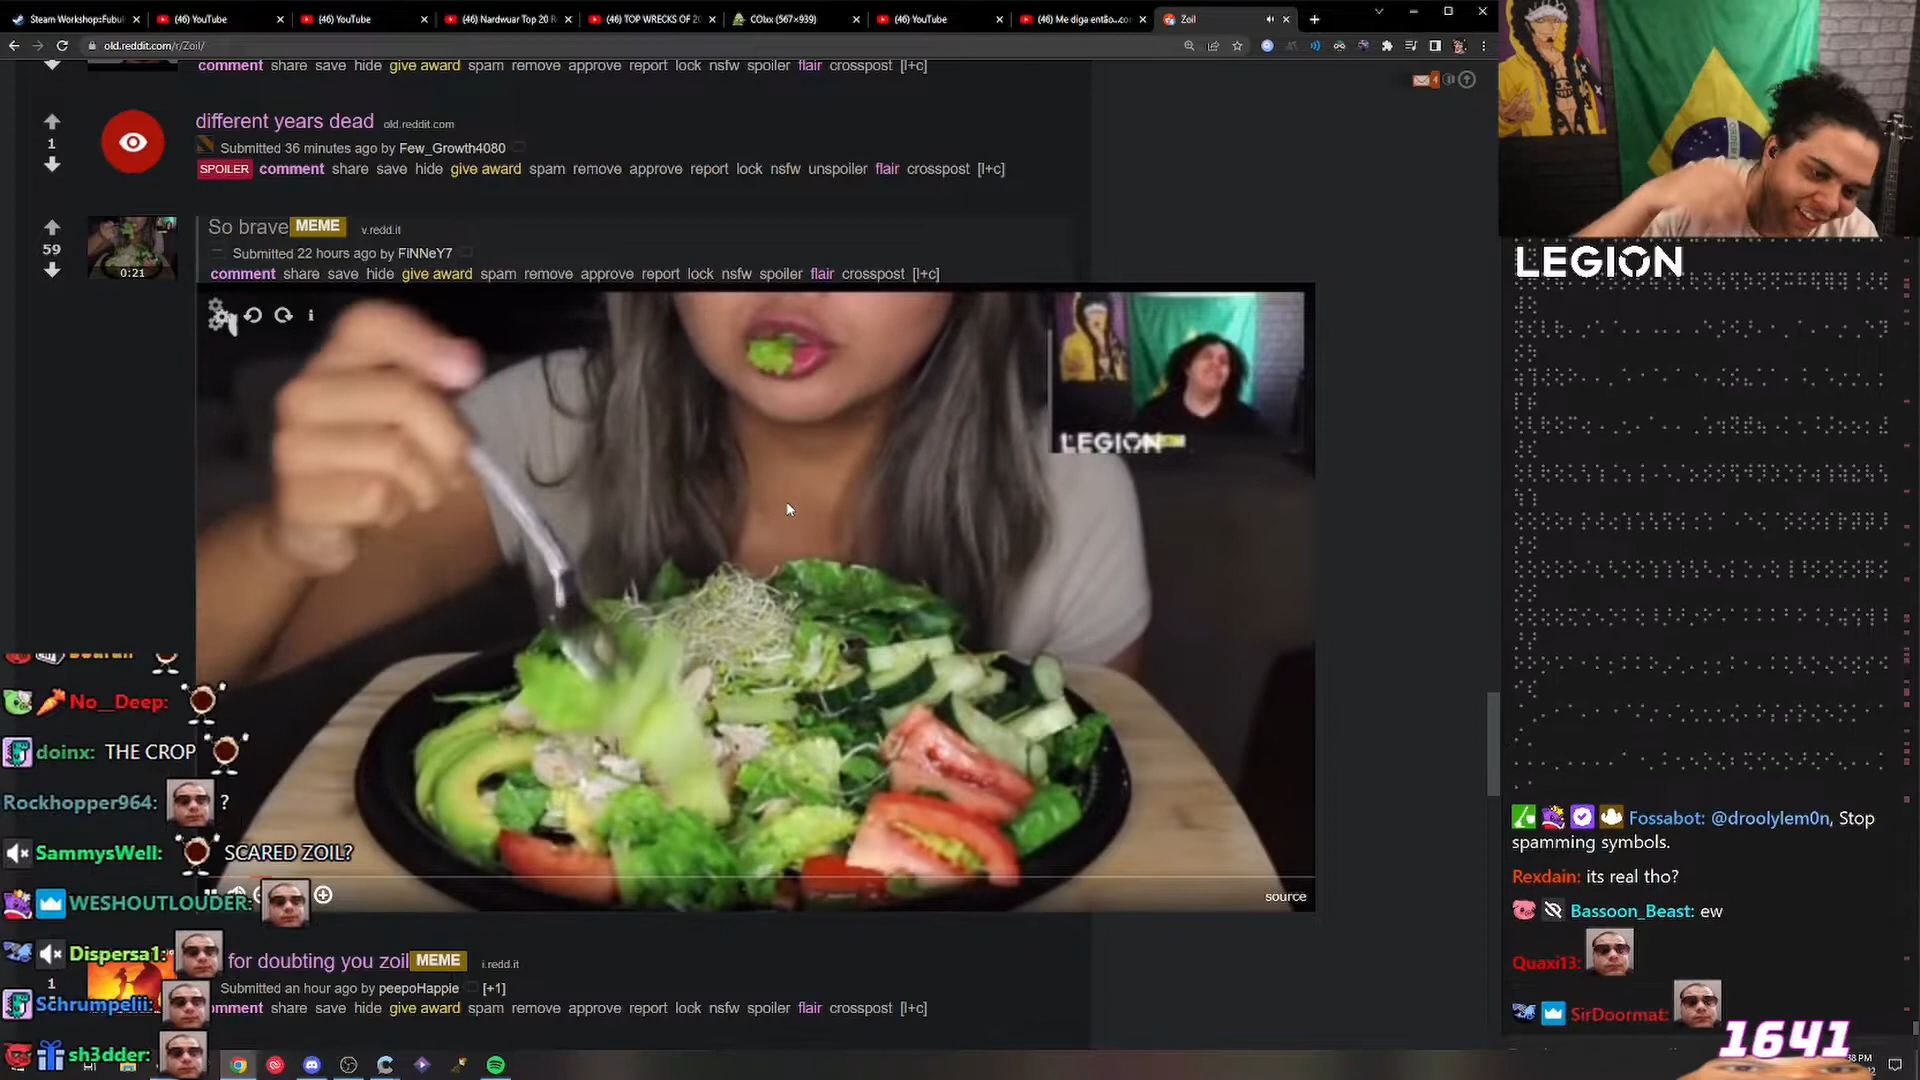 Steam Workshop::Fubu
(46) YouTube
(46) YouTube
(46) Nardwuar Top 20 R
(46) TOP WRECKS OF 20
COlxx (567×939)
(46) YouTube
(46) Me diga então...co
Zoil
old.reddit.com/r/Zoil/
comment share save hide give award spam remove approve report lock nsfw spoiler flair crosspost [l+c]
4
different years dead old.reddit.com
1
Submitted 36 minutes ago by Few_Growth4080
SPOILER comment share save hide give award spam remove approve report lock nsfw unspoiler flair crosspost [l+c]
So brave MEME v.redd.it
59
Submitted 22 hours ago by FiNNeY7
0:21
comment share save hide give award spam remove approve report lock nsfw spoiler flair crosspost [l+c]
LEGION
source
No__Deep:
doinx: THE CROP
Rockhopper964: ?
SammysWell: SCARED ZOIL?
WESHOUTLOUDER:
Dispersa1:
Schrumpelii:
sh3dder:
for doubting you zoil MEME i.redd.it
1
Submitted an hour ago by peepoHappie [+1]
comment share save hide give award spam remove approve report lock nsfw spoiler flair crosspost [l+c]
LEGION
Fossabot: @droolylem0n, Stop
spamming symbols.
Rexdain: its real tho?
Bassoon_Beast: ew
Quaxi13:
SirDoormat:
1641